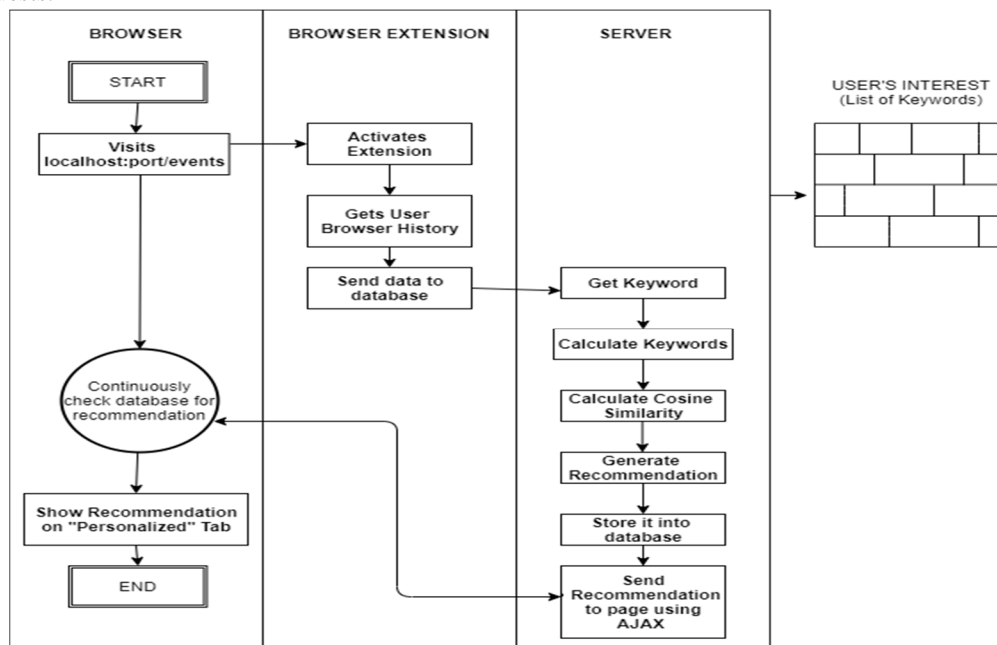 BROWSER
START
Visits
localhost:port/events
Continuously
check database for
recommendation
Show Recommendation
on "Personalized" Tab
END
BROWSER EXTENSION
Activates
Extension
Gets User
Browser History
Send data to
database
SERVER
Get Keyword
Calculate Keywords
Calculate Cosine
Similarity
Generate
Recommendation
Store it into
database
Send
Recommendation
to page using
AJAX
USER'S INTEREST
(List of Keywords)